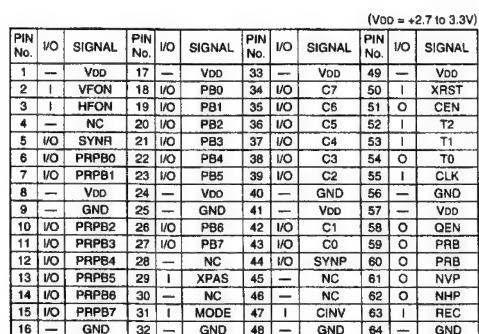 (VDD = +2.7 to 3.3V)
PIN No. I/O SIGNAL PIN No. I/O SIGNAL PIN No. I/O SIGNAL PIN No. I/O SIGNAL
1 — VDD 17 — VDD 33 — VDD 49 — VDD
2 I VFON 18 I/O PB0 34 I/O C7 50 I XRST
3 I HFON 19 I/O PB1 35 I/O C6 51 O CEN
4 — NC 20 I/O PB2 36 I/O C5 52 I T2
5 I/O SYNR 21 I/O PB3 37 I/O C4 53 I T1
6 I/O PRPB0 22 I/O PB4 38 I/O C3 54 O T0
7 I/O PRPB1 23 I/O PB5 39 I/O C2 55 I CLK
8 — VDD 24 — VDD 40 — GND 56 — GND
9 — GND 25 — GND 41 — VDD 57 — VDD
10 I/O PRPB2 26 I/O PB6 42 I/O C1 58 O QEN
11 I/O PRPB3 27 I/O PB7 43 I/O C0 59 O PRB
12 I/O PRPB4 28 — NC 44 I/O SYNP 60 O PRB
13 I/O PRPB5 29 I XPAS 45 — NC 61 O NVP
14 I/O PRPB6 30 — NC 46 — NC 62 O NHP
15 I/O PRPB7 31 I MODE 47 I CINV 63 I REC
16 — GND 32 — GND 48 — GND 64 — GND